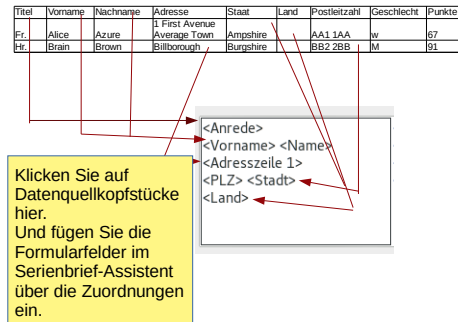 Titel Vorname Nachname Adresse Staat Land Postleitzahl Geschlecht Punkte
1 First Avenue
Fr. Alice Azure Average Town Ampshire AA1 1AA w 67
Hr. Brain Brown Billborough Burgshire BB2 2BB M 91
<Anrede>
<Vorname> <Name>
<Adresszeile 1>
<PLZ> <Stadt>
<Land>
Klicken Sie auf
Datenquellkopfstücke
hier.
Und fügen Sie die
Formularfelder im
Serienbrief-Assistent
über die Zuordnungen
ein.